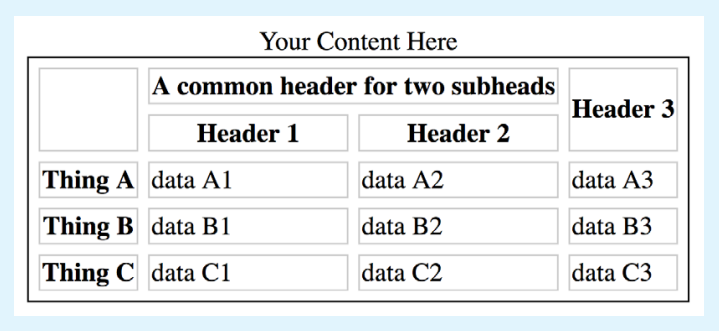 Your Content Here
A common header for two subheads
Header 3
Header 1 Header 2
Thing A data A1 data A2 data A3
Thing B data B1 data B2 data B3
Thing C data C1 data C2 data C3